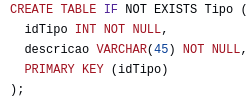 CREATE TABLE IF NOT EXISTS Tipo (
  idTipo INT NOT NULL,
  descricao VARCHAR(45) NOT NULL,
  PRIMARY KEY (idTipo)
);